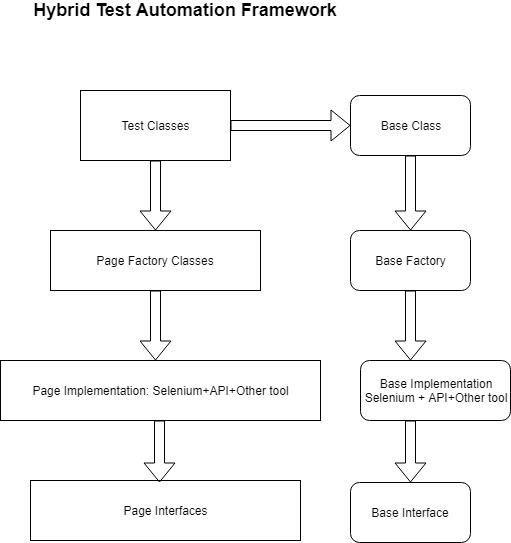 Hybrid Test Automation Framework
Test Classes
Base Class
Page Factory Classes
Base Factory
Page Implementation: Selenium+API+Other tool
Base Implementation
Selenium + API+Other tool
Page Interfaces
Base Interface